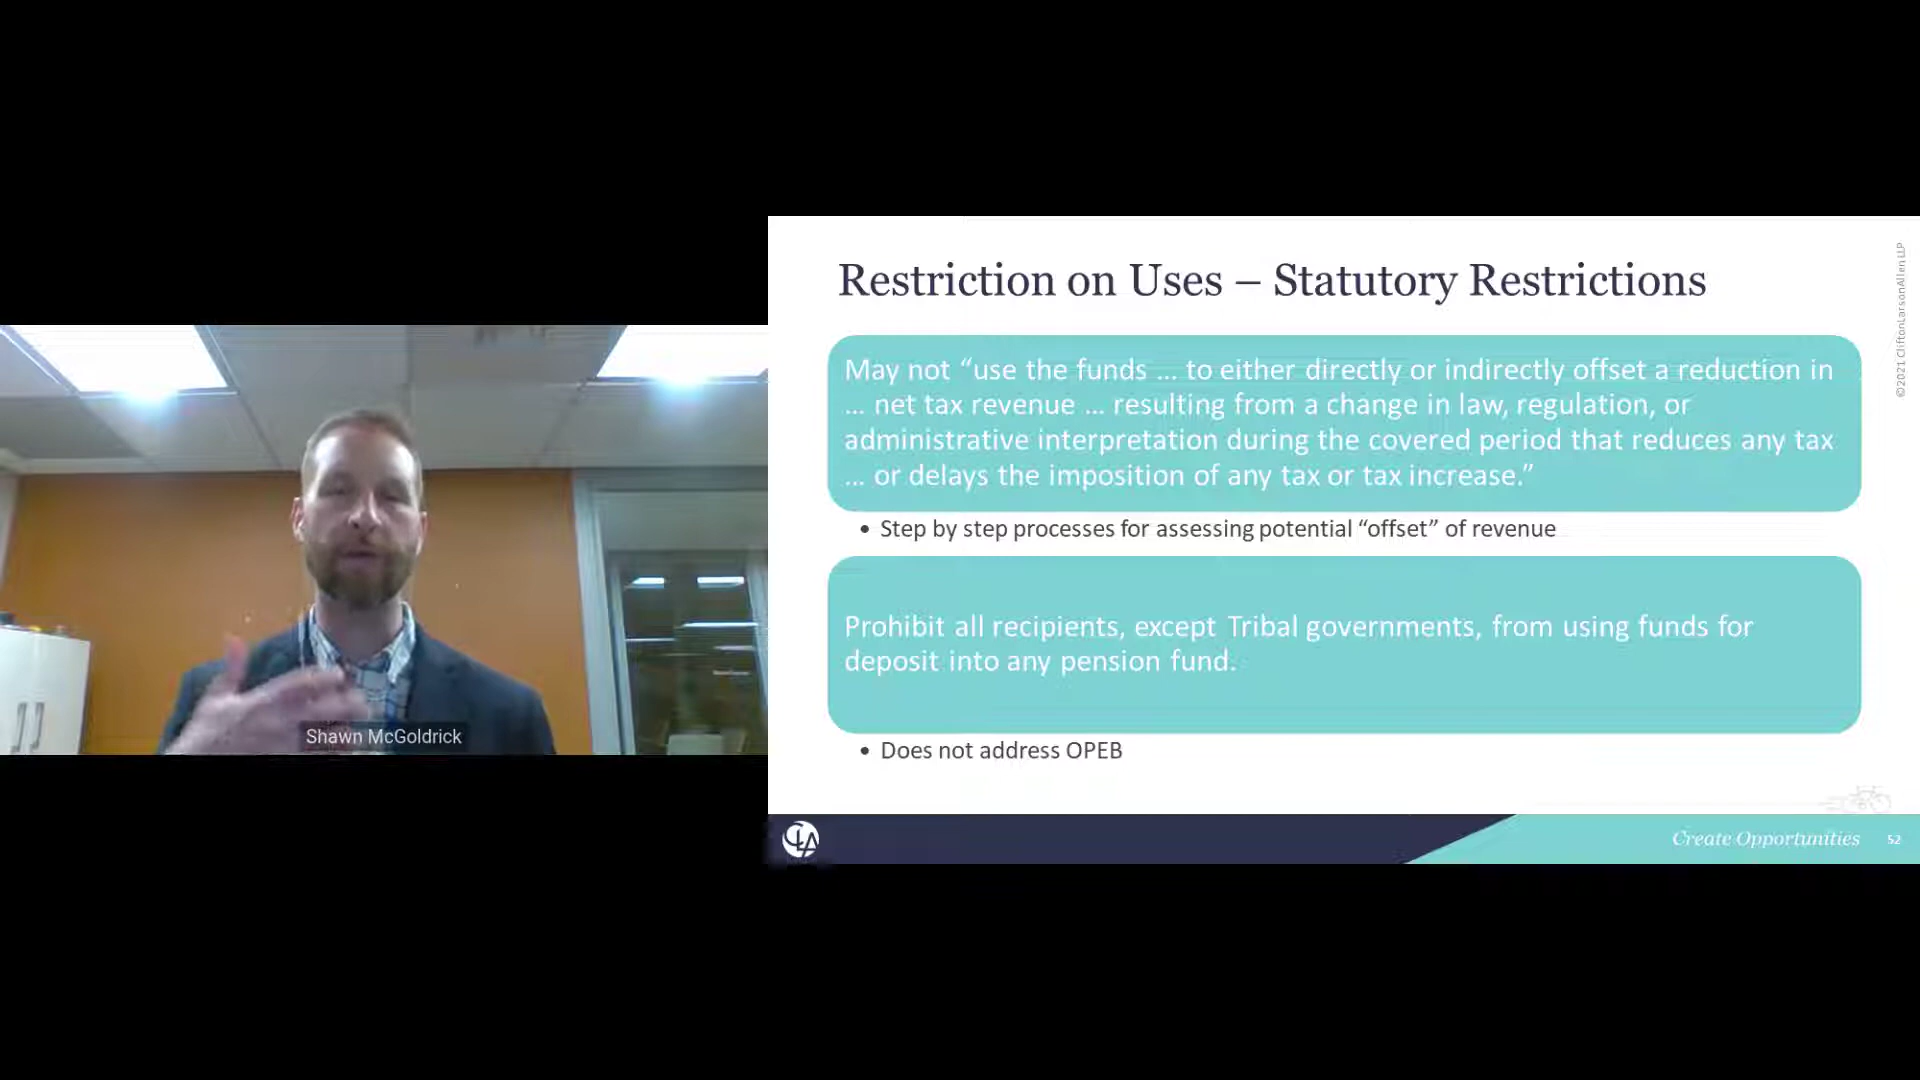 Restriction on Uses – Statutory Restrictions
May not “use the funds ... to either directly or indirectly offset a reduction in
... net tax revenue ... resulting from a change in law, regulation, or
administrative interpretation during the covered period that reduces any tax
... or delays the imposition of any tax or tax increase.”
• Step by step processes for assessing potential “offset” of revenue
Prohibit all recipients, except Tribal governments, from using funds for
deposit into any pension fund.
• Does not address OPEB
©2021 CliftonLarsonAllen LLP
Shawn McGoldrick
CLA
Create Opportunities
52